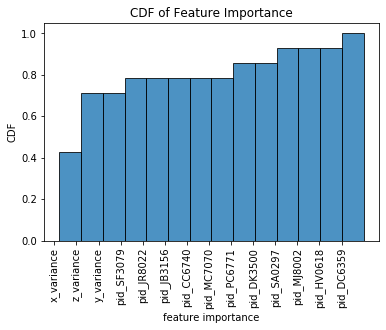 CDF of Feature Importance
CDF
1.0
0.8
0.6
0.4
0.2
0.0
x_variance
z_variance
y_variance
pid_SF3079
pid_JR8022
pid_JB3156
pid_CC6740
pid_MC7070
pid_PC6771
pid_DK3500
pid_SA0297
pid_MJ8002
pid_HV0618
pid_DC6359
feature importance